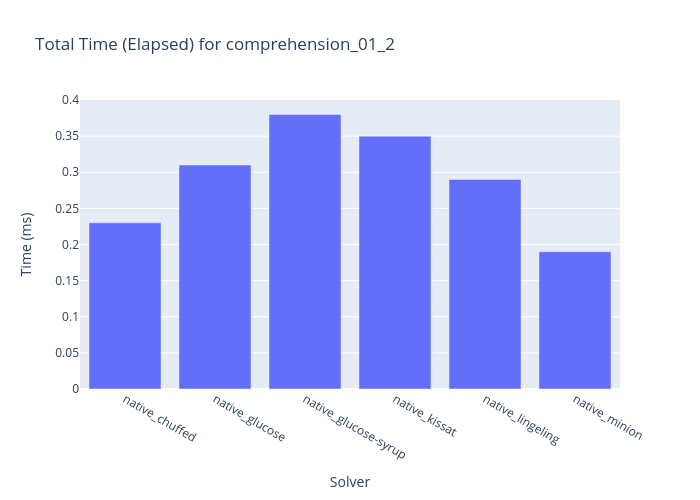 Total Time (Elapsed) for comprehension_01_2
Time (ms)
0.4
0.35
0.3
0.25
0.2
0.15
0.1
0.05
0
native_chuffed
native_glucose
native_glucose-syrup
native_kissat
native_lingeling
native_minion
Solver